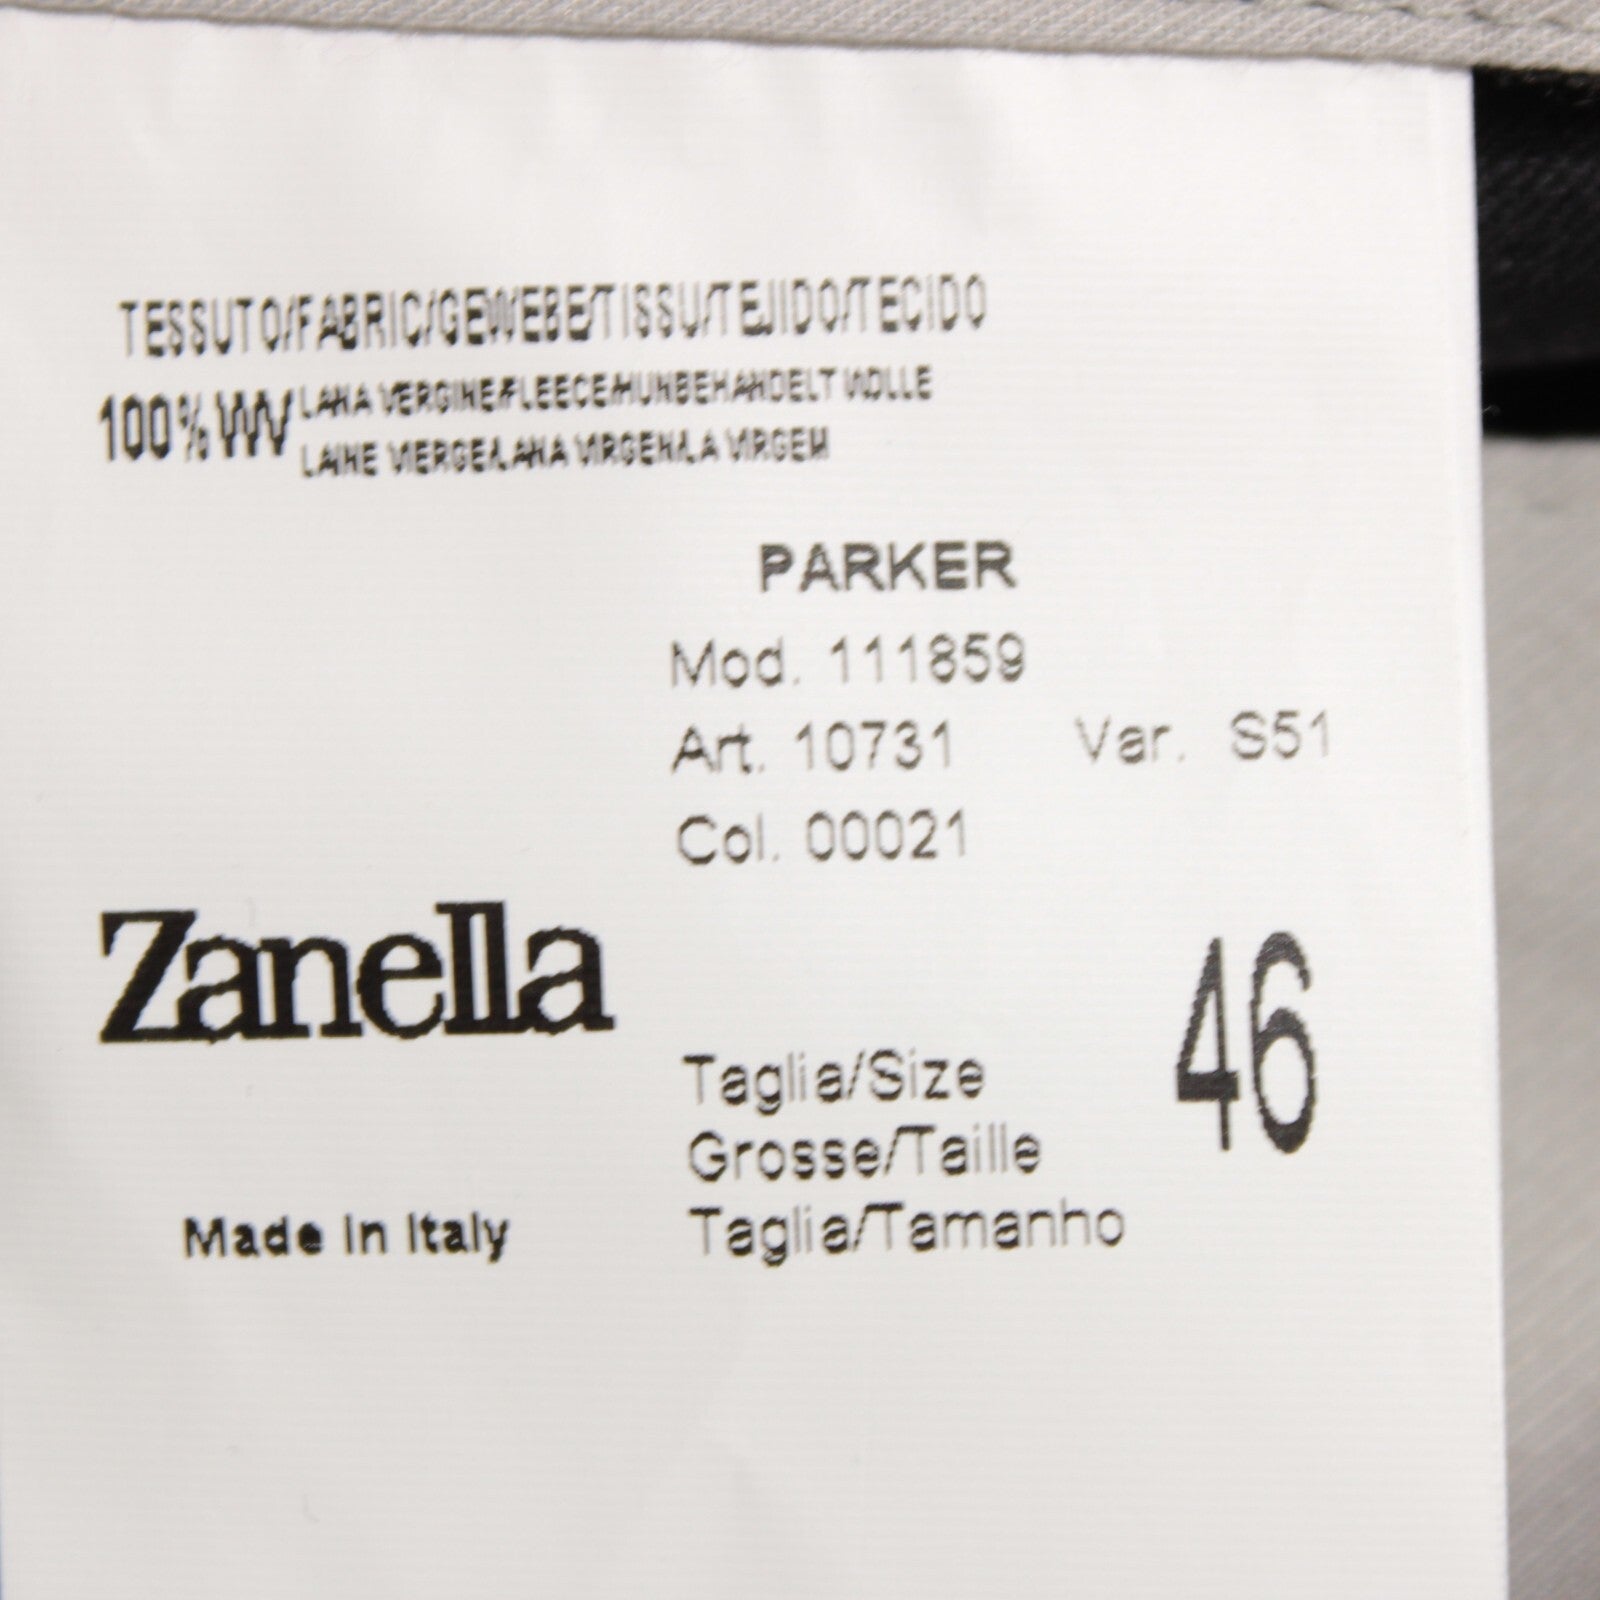 TESSUTO/FABRIC/GEWEBE/TISSU/TEJIDO/TECIDO
100% WV LANA VERGINE/FLEECE/HUNBEHANDELT WOLLE
LAINE VIERGE/LANA VIRGEN/LA VIRGEM
PARKER
Mod. 111859
Art. 10731 Var. S51
Col. 00021
Zanella
46
Taglia/Size
Grosse/Taille
Taglia/Tamanho
Made In Italy